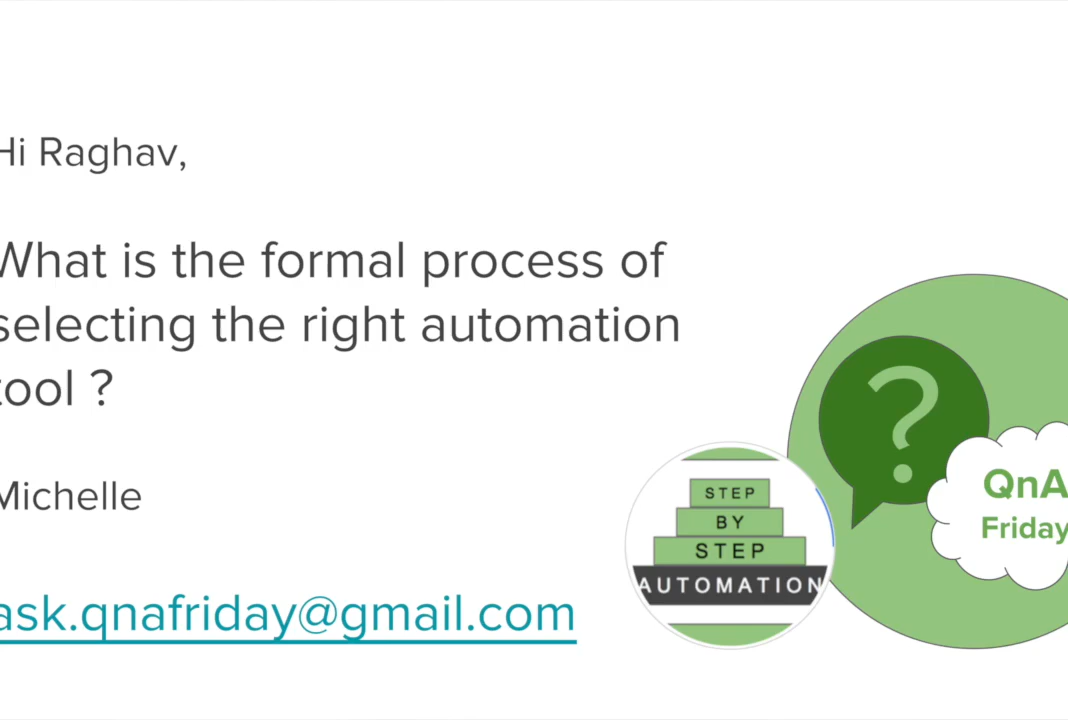 Hi Raghav,
What is the formal process of
selecting the right automation
tool ?
Michelle
ask.qnafriday@gmail.com
STEP
BY
STEP
AUTOMATION
?
QnA
Friday